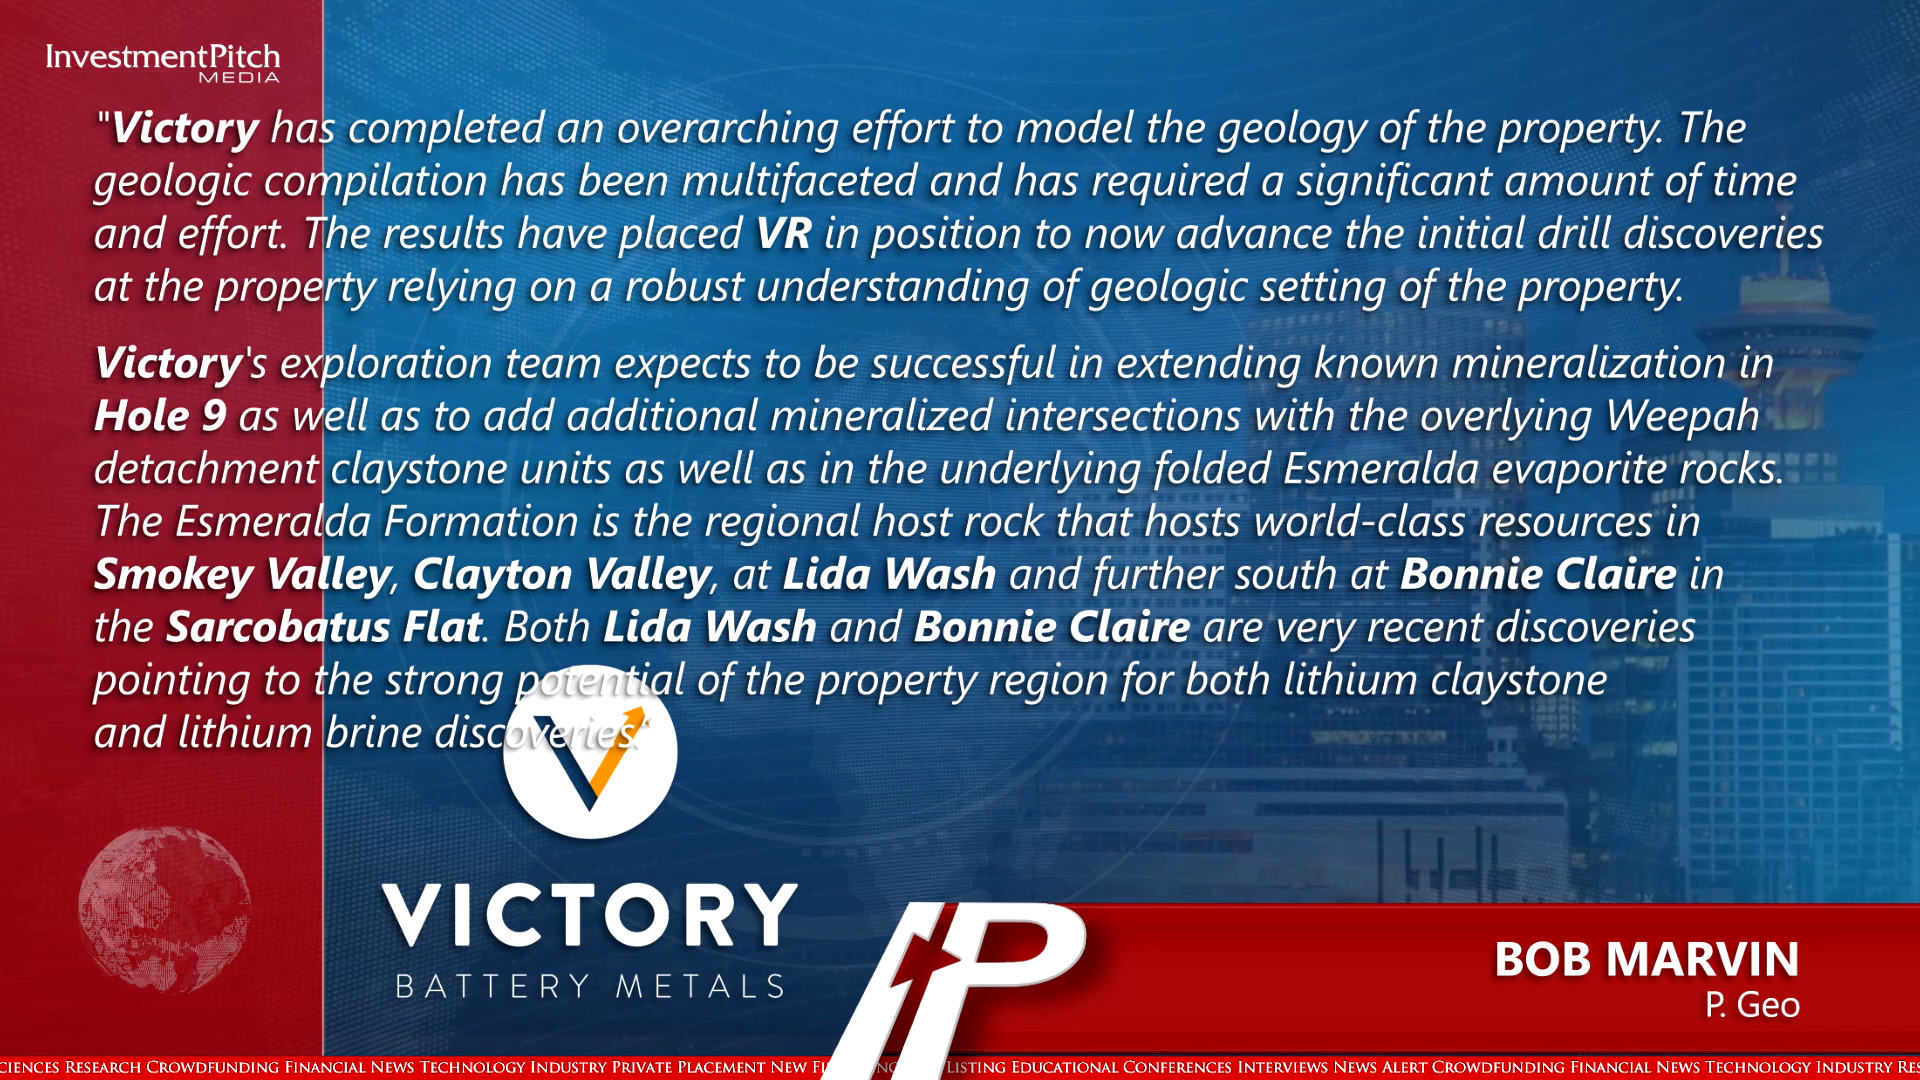 InvestmentPitch
MEDIA
"Victory has completed an overarching effort to model the geology of the property. The
geologic compilation has been multifaceted and has required a significant amount of time
and effort. The results have placed VR in position to now advance the initial drill discoveries
at the property relying on a robust understanding of geologic setting of the property.
Victory's exploration team expects to be successful in extending known mineralization in
Hole 9 as well as to add additional mineralized intersections with the overlying Weepah
detachment claystone units as well as in the underlying folded Esmeralda evaporite rocks.
The Esmeralda Formation is the regional host rock that hosts world-class resources in
Smokey Valley, Clayton Valley, at Lida Wash and further south at Bonnie Claire in
the Sarcobatus Flat. Both Lida Wash and Bonnie Claire are very recent discoveries
pointing to the strong potential of the property region for both lithium claystone
and lithium brine discoveries."
VICTORY
BATTERY METALS
IP
BOB MARVIN
P. Geo
CIENCES RESEARCH CROWDFUNDING FINANCIAL NEWS TECHNOLOGY INDUSTRY PRIVATE PLACEMENT NEW LISTING EDUCATIONAL CONFERENCES INTERVIEWS NEWS ALERT CROWDFUNDING FINANCIAL NEWS TECHNOLOGY INDUSTRY RES